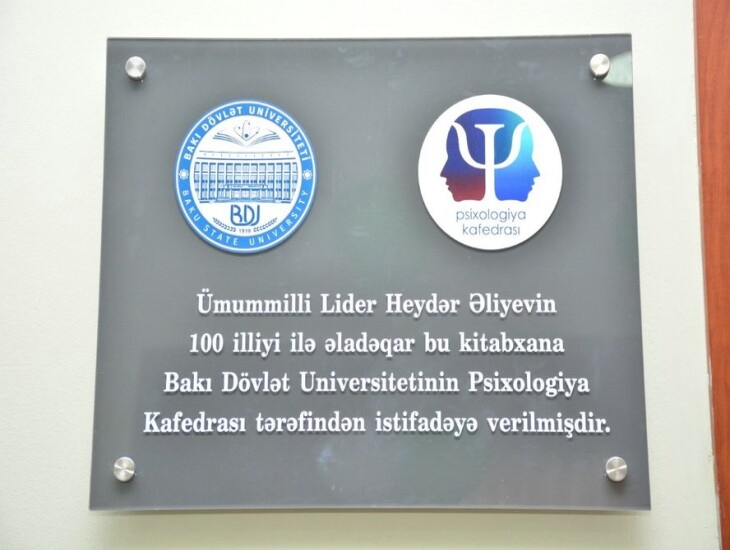 BAKI DÖVLƏT UNİVERSİTETİ
BDU
1919
BAKU STATE UNIVERSITY
psixologiya
kafedrası
Ümummilli Lider Heydər Əliyevin
100 illiyi ilə əladəqar bu kitabxana
Bakı Dövlət Universitetinin Psixologiya
Kafedrası tərəfindən istifadəyə verilmişdir.